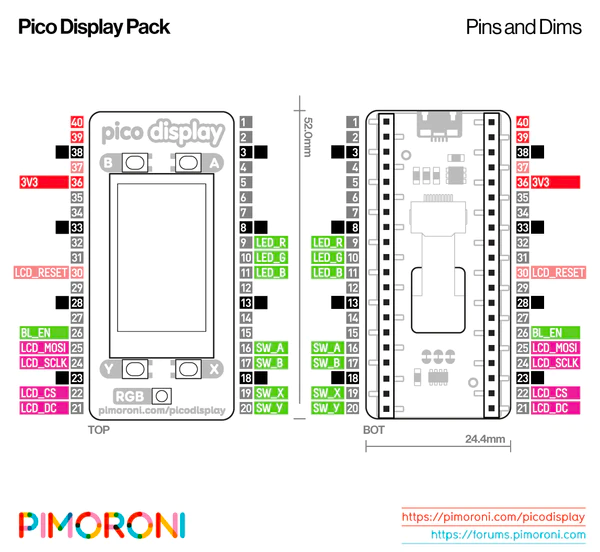 Pico Display Pack
Pins and Dims
40 1
39 2
38 3
37 4
3V3 36 5
35 6
34 7
33 8
32 9 LED_R
31 10 LED_G
LCD_RESET 30 11 LED_B
29 12
28 13
27 14
BL_EN 26 15
LCD_MOSI 25 16 SW_A
LCD_SCLK 24 17 SW_B
23 18
LCD_CS 22 19 SW_X
LCD_DC 21 20 SW_Y
pico display
B A
Y X
RGB
pimoroni.com/picodisplay
TOP
52.0mm
1 40
2 39
3 38
4 37
5 36 3V3
6 35
7 34
8 33
LED_R 9 32
LED_G 10 31
LED_B 11 30 LCD_RESET
12 29
13 28
14 27
15 26 BL_EN
SW_A 16 25 LCD_MOSI
SW_B 17 24 LCD_SCLK
18 23
SW_X 19 22 LCD_CS
SW_Y 20 21 LCD_DC
BOT
24.4mm
PIMORONI
https://pimoroni.com/picodisplay
https://forums.pimoroni.com